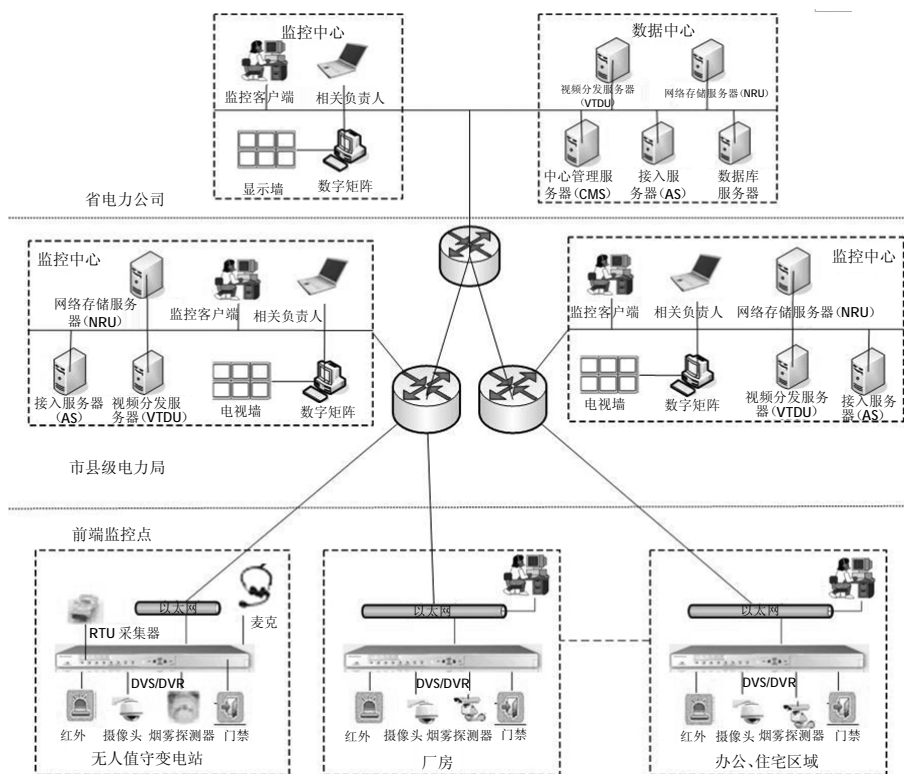 监控中心
监控客户端
相关负责人
显示墙
数字矩阵
数据中心
视频分发服务器
(VTDU)
网络存储服务器(NRU)
中心管理服
务器(CMS)
接入服
务器(AS)
数据库
服务器
省电力公司
监控中心
网络存储服务
器(NRU)
监控客户端
相关负责人
接入服务器
(AS)
视频分发服
务器(VTDU)
电视墙
数字矩阵
监控中心
监控客户端
相关负责人
网络存储服务器(NRU)
电视墙
数字矩阵
视频分发服务
器(VTDU)
接入服务
器(AS)
市县级电力局
前端监控点
以太网
麦克
RTU 采集器
DVS/DVR
红外
摄像头
烟雾探测器
门禁
无人值守变电站
以太网
DVS/DVR
红外
摄像头
烟雾探测器
门禁
厂房
以太网
DVS/DVR
红外
摄像头
烟雾探测器
门禁
办公、住宅区域